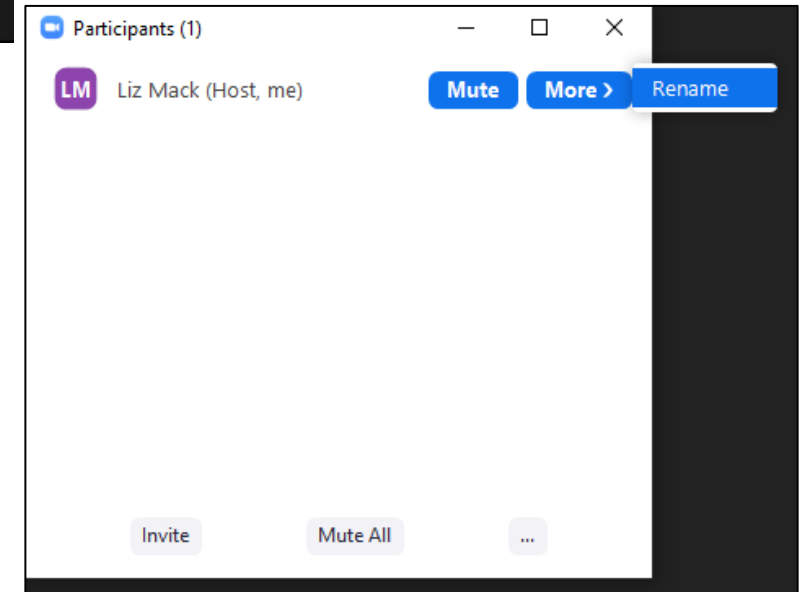 Participants (1)
LM Liz Mack (Host, me) Mute More > Rename
Invite Mute All ...